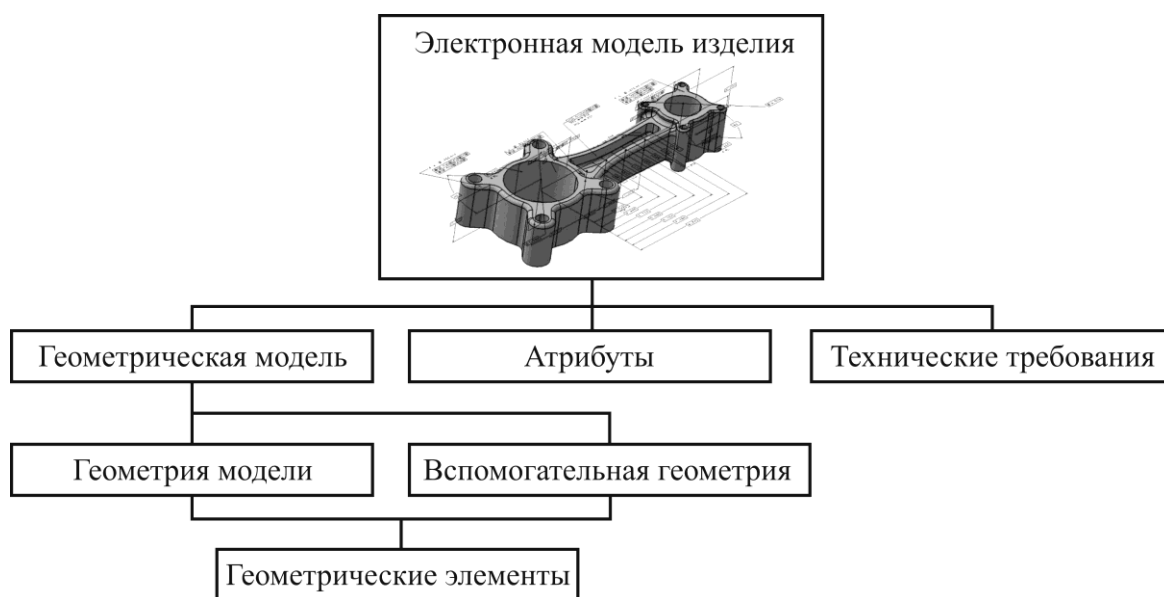 Электронная модель изделия
Геометрическая модель
Атрибуты
Технические требования
Геометрия модели
Вспомогательная геометрия
Геометрические элементы